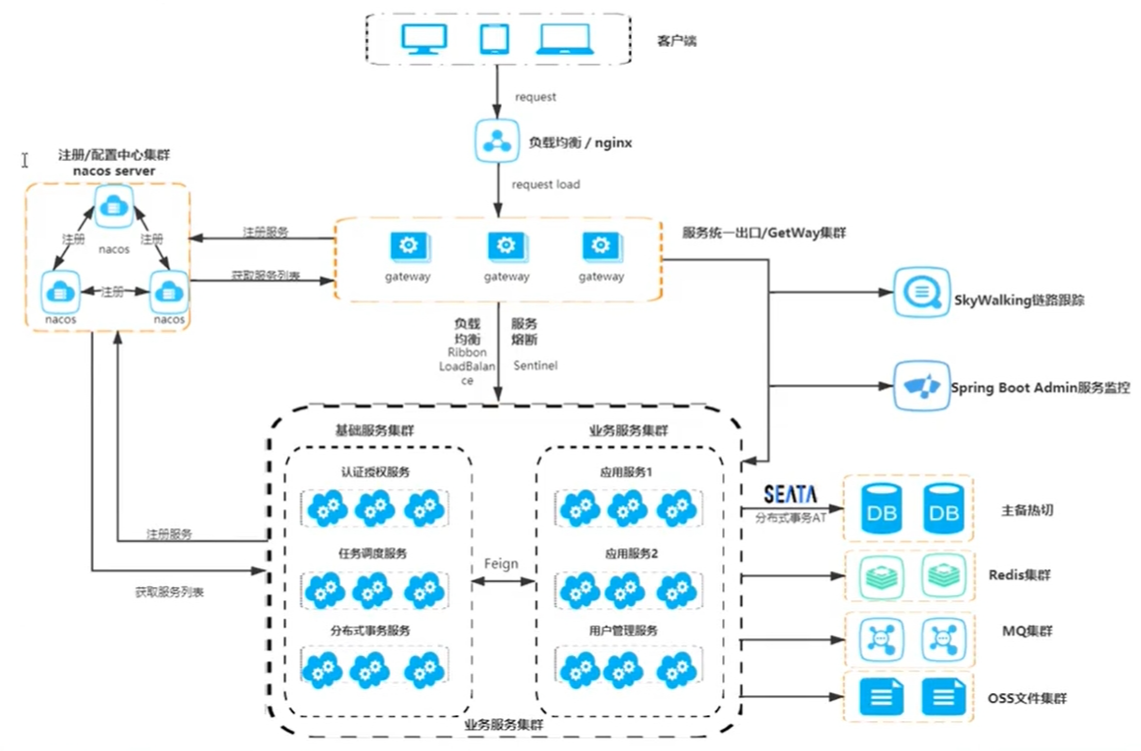 客户端
request
负载均衡 / nginx
request load
注册/配置中心集群
nacos server
注册
注册
nacos
注册
nacos
nacos
注册服务
获取服务列表
gateway
gateway
gateway
服务统一出口/GetWay集群
SkyWalking链路跟踪
Spring Boot Admin服务监控
负载
均衡
Ribbon
LoadBalan
ce
服务
熔断
Sentinel
基础服务集群
业务服务集群
认证授权服务
应用服务1
任务调度服务
应用服务2
Feign
分布式事务服务
用户管理服务
业务服务集群
注册服务
获取服务列表
SEATA
分布式事务AT
DB
DB
主备热切
Redis集群
MQ集群
OSS文件集群